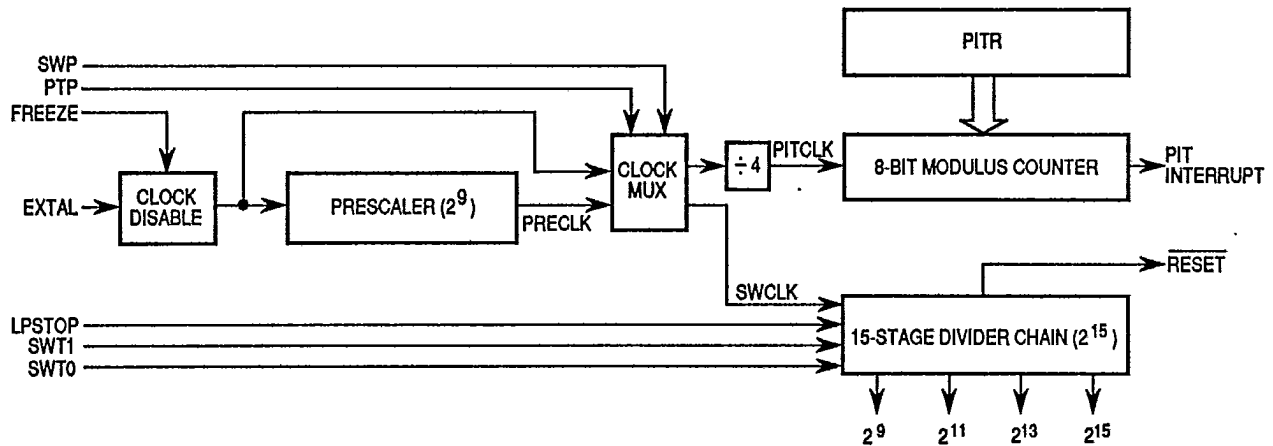 PITR
SWP
PTP
FREEZE
EXTAL
CLOCK
DISABLE
PRESCALER (2⁹)
PRECLK
CLOCK
MUX
÷4
PITCLK
8-BIT MODULUS COUNTER
PIT
INTERRUPT
RESET
SWCLK
LPSTOP
SWT1
SWT0
15-STAGE DIVIDER CHAIN (2¹⁵)
2⁹
2¹¹
2¹³
2¹⁵